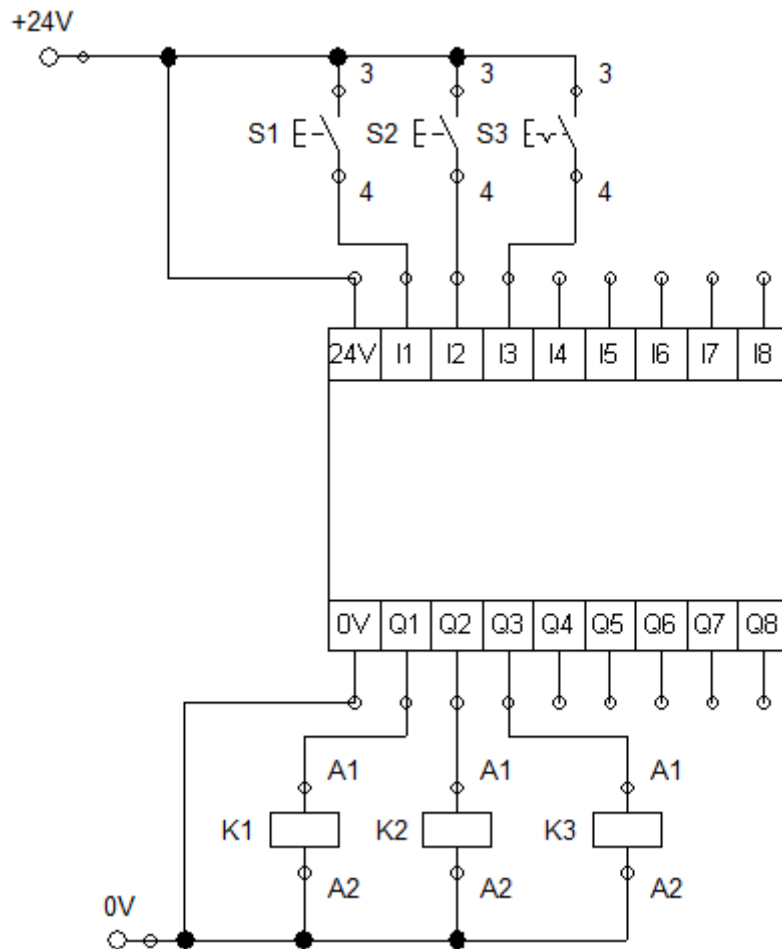 +24V
3 3 3
S1 S2 S3
4 4 4
24V I1 I2 I3 I4 I5 I6 I7 I8
0V Q1 Q2 Q3 Q4 Q5 Q6 Q7 Q8
A1 A1 A1
K1 K2 K3
A2 A2 A2
0V